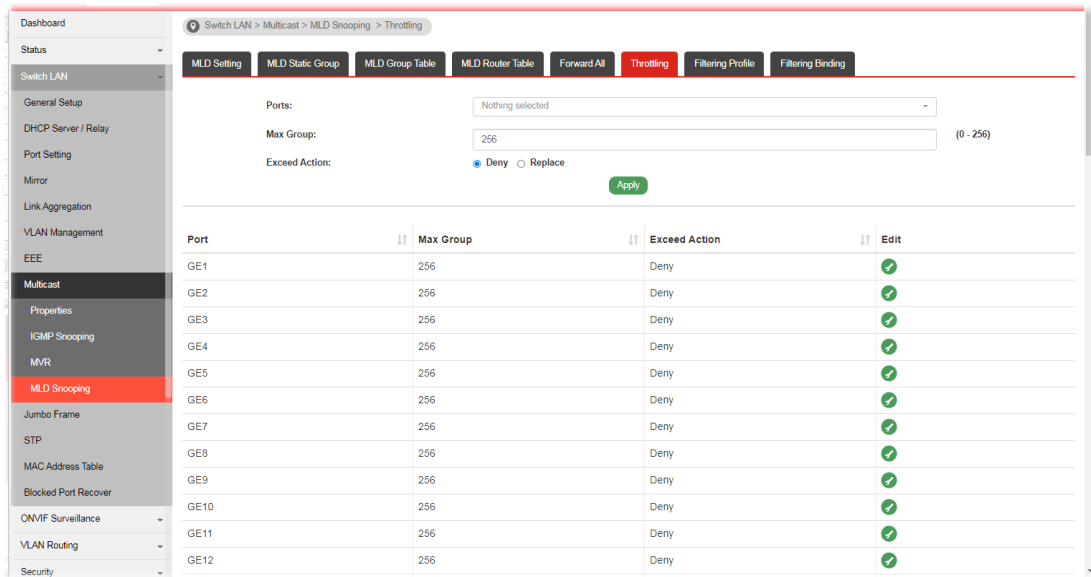 Dashboard
Status
Switch LAN
General Setup
DHCP Server / Relay
Port Setting
Mirror
Link Aggregation
VLAN Management
EEE
Multicast
Properties
IGMP Snooping
MVR
MLD Snooping
Jumbo Frame
STP
MAC Address Table
Blocked Port Recover
ONVIF Surveillance
VLAN Routing
Security
Switch LAN > Multicast > MLD Snooping > Throttling
MLD Setting MLD Static Group MLD Group Table MLD Router Table Forward All Throttling Filtering Profile Filtering Binding
Ports: Nothing selected
Max Group: 256 (0 - 256)
Exceed Action: Deny Replace
Apply
Port Max Group Exceed Action Edit
GE1 256 Deny
GE2 256 Deny
GE3 256 Deny
GE4 256 Deny
GE5 256 Deny
GE6 256 Deny
GE7 256 Deny
GE8 256 Deny
GE9 256 Deny
GE10 256 Deny
GE11 256 Deny
GE12 256 Deny